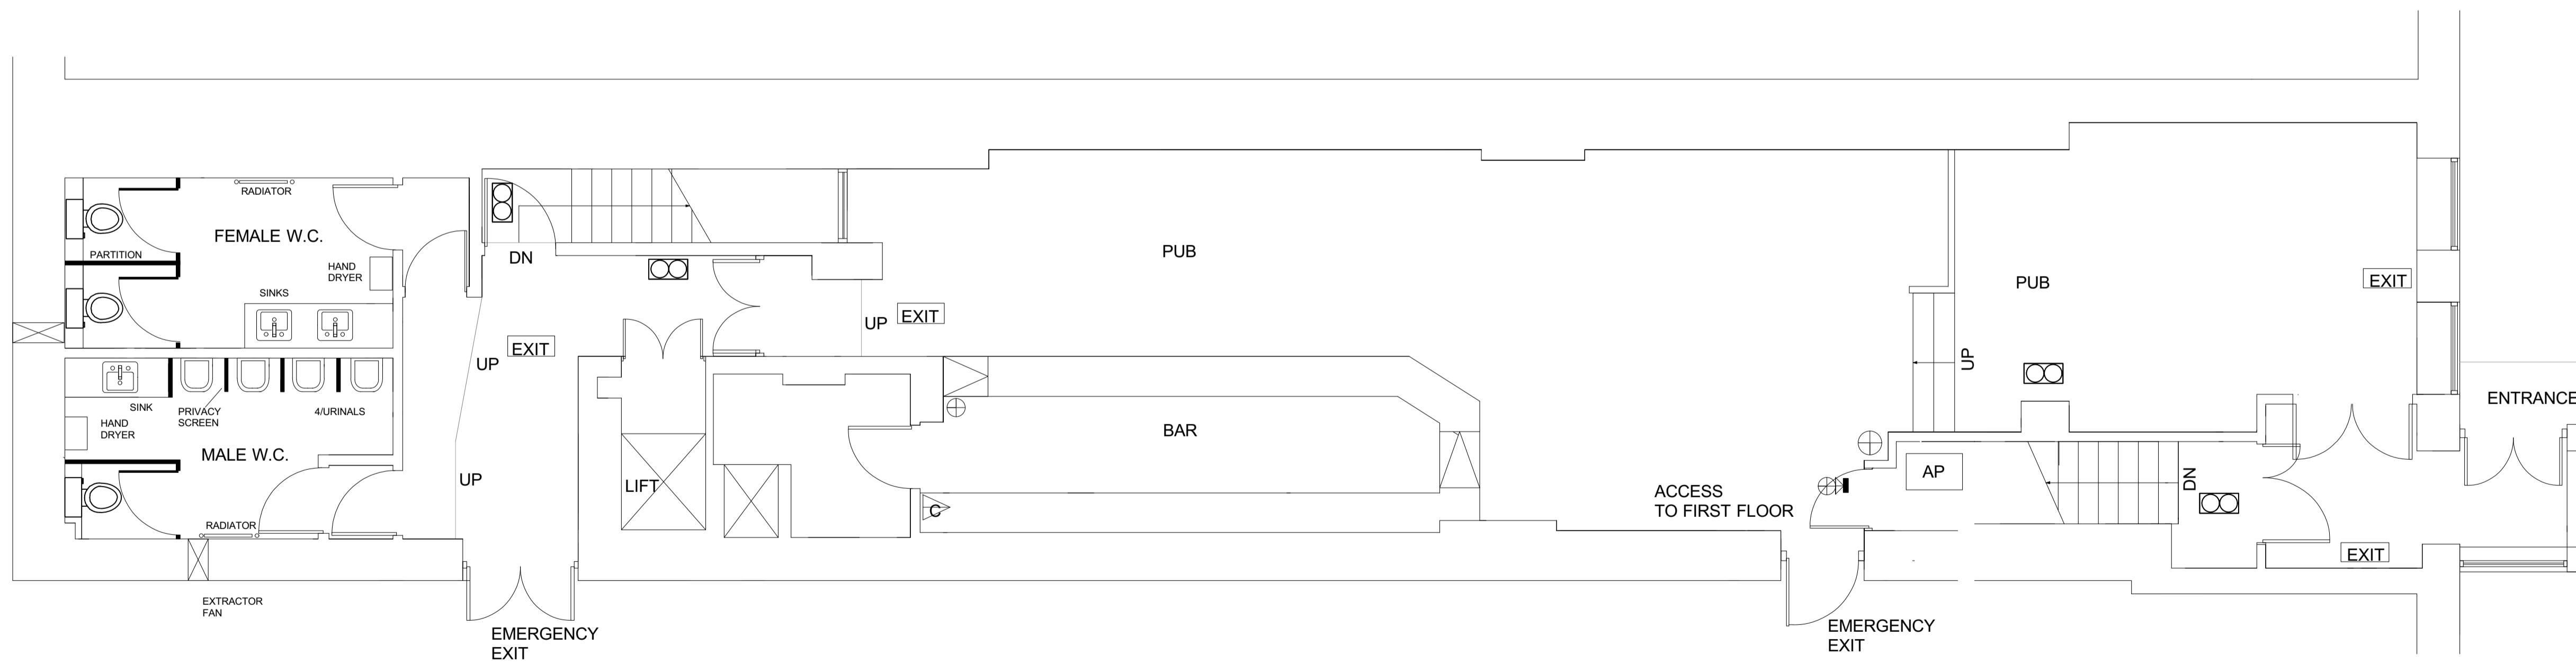 RADIATOR
FEMALE W.C.
PARTITION
HAND
DRYER
SINKS
SINK
PRIVACY
SCREEN
4/URINALS
HAND
DRYER
MALE W.C.
RADIATOR
EXTRACTOR
FAN
DN
UP
EXIT
UP
UP
EXIT
EMERGENCY
EXIT
LIFT
PUB
BAR
C
ACCESS
TO FIRST FLOOR
EMERGENCY
EXIT
AP
UP
PUB
EXIT
DN
EXIT
ENTRANCE